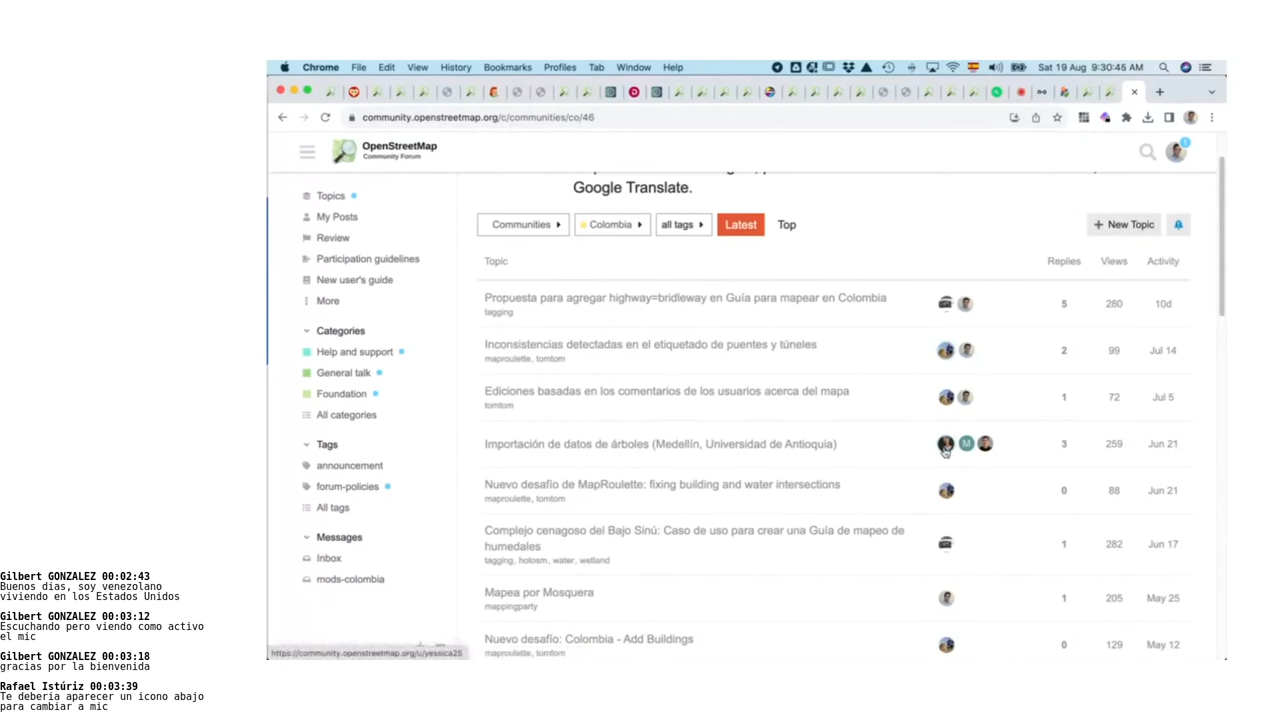 Chrome File Edit View History Bookmarks Profiles Tab Window Help Sat 19 Aug 9:30:45 AM
community.openstreetmap.org/c/communities/co/46
OpenStreetMap
Community Forum
1
Google Translate.
Topics
My Posts
Review
Participation guidelines
New user's guide
More
Categories
Help and support
General talk
Foundation
All categories
Tags
announcement
forum-policies
All tags
Messages
Inbox
mods-colombia
https://community.openstreetmap.org/u/yessica25
Communities Colombia all tags Latest Top + New Topic
Topic Replies Views Activity
Propuesta para agregar highway=bridleway en Guía para mapear en Colombia 5 280 10d
tagging
Inconsistencias detectadas en el etiquetado de puentes y túneles 2 99 Jul 14
maproulette, tomtom
Ediciones basadas en los comentarios de los usuarios acerca del mapa 1 72 Jul 5
tomtom
Importación de datos de árboles (Medellín, Universidad de Antioquia) M 3 259 Jun 21
Nuevo desafío de MapRoulette: fixing building and water intersections 0 88 Jun 21
maproulette, tomtom
Complejo cenagoso del Bajo Sinú: Caso de uso para crear una Guía de mapeo de
humedales 1 282 Jun 17
tagging, hotosm, water, wetland
Mapea por Mosquera 1 205 May 25
mappingparty
Nuevo desafío: Colombia - Add Buildings 0 129 May 12
maproulette, tomtom
Gilbert GONZALEZ 00:02:43
Buenos dias, soy venezolano
viviendo en los Estados Unidos
Gilbert GONZALEZ 00:03:12
Escuchando pero viendo como activo
el mic
Gilbert GONZALEZ 00:03:18
gracias por la bienvenida
Rafael Istúriz 00:03:39
Te deberia aparecer un icono abajo
para cambiar a mic